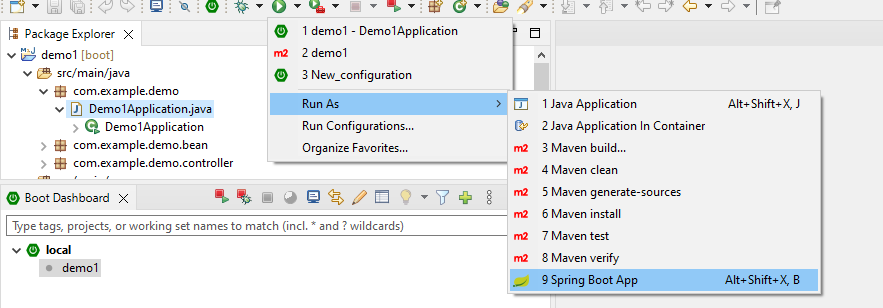 Package Explorer
demo1 [boot]
src/main/java
com.example.demo
Demo1Application.java
Demo1Application
com.example.demo.bean
com.example.demo.controller
1 demo1 - Demo1Application
2 demo1
3 New_configuration
Run As
Run Configurations...
Organize Favorites...
1 Java Application Alt+Shift+X, J
2 Java Application In Container
m2 3 Maven build...
m2 4 Maven clean
m2 5 Maven generate-sources
m2 6 Maven install
m2 7 Maven test
m2 8 Maven verify
9 Spring Boot App Alt+Shift+X, B
Boot Dashboard
Type tags, projects, or working set names to match (incl. * and ? wildcards)
local
demo1